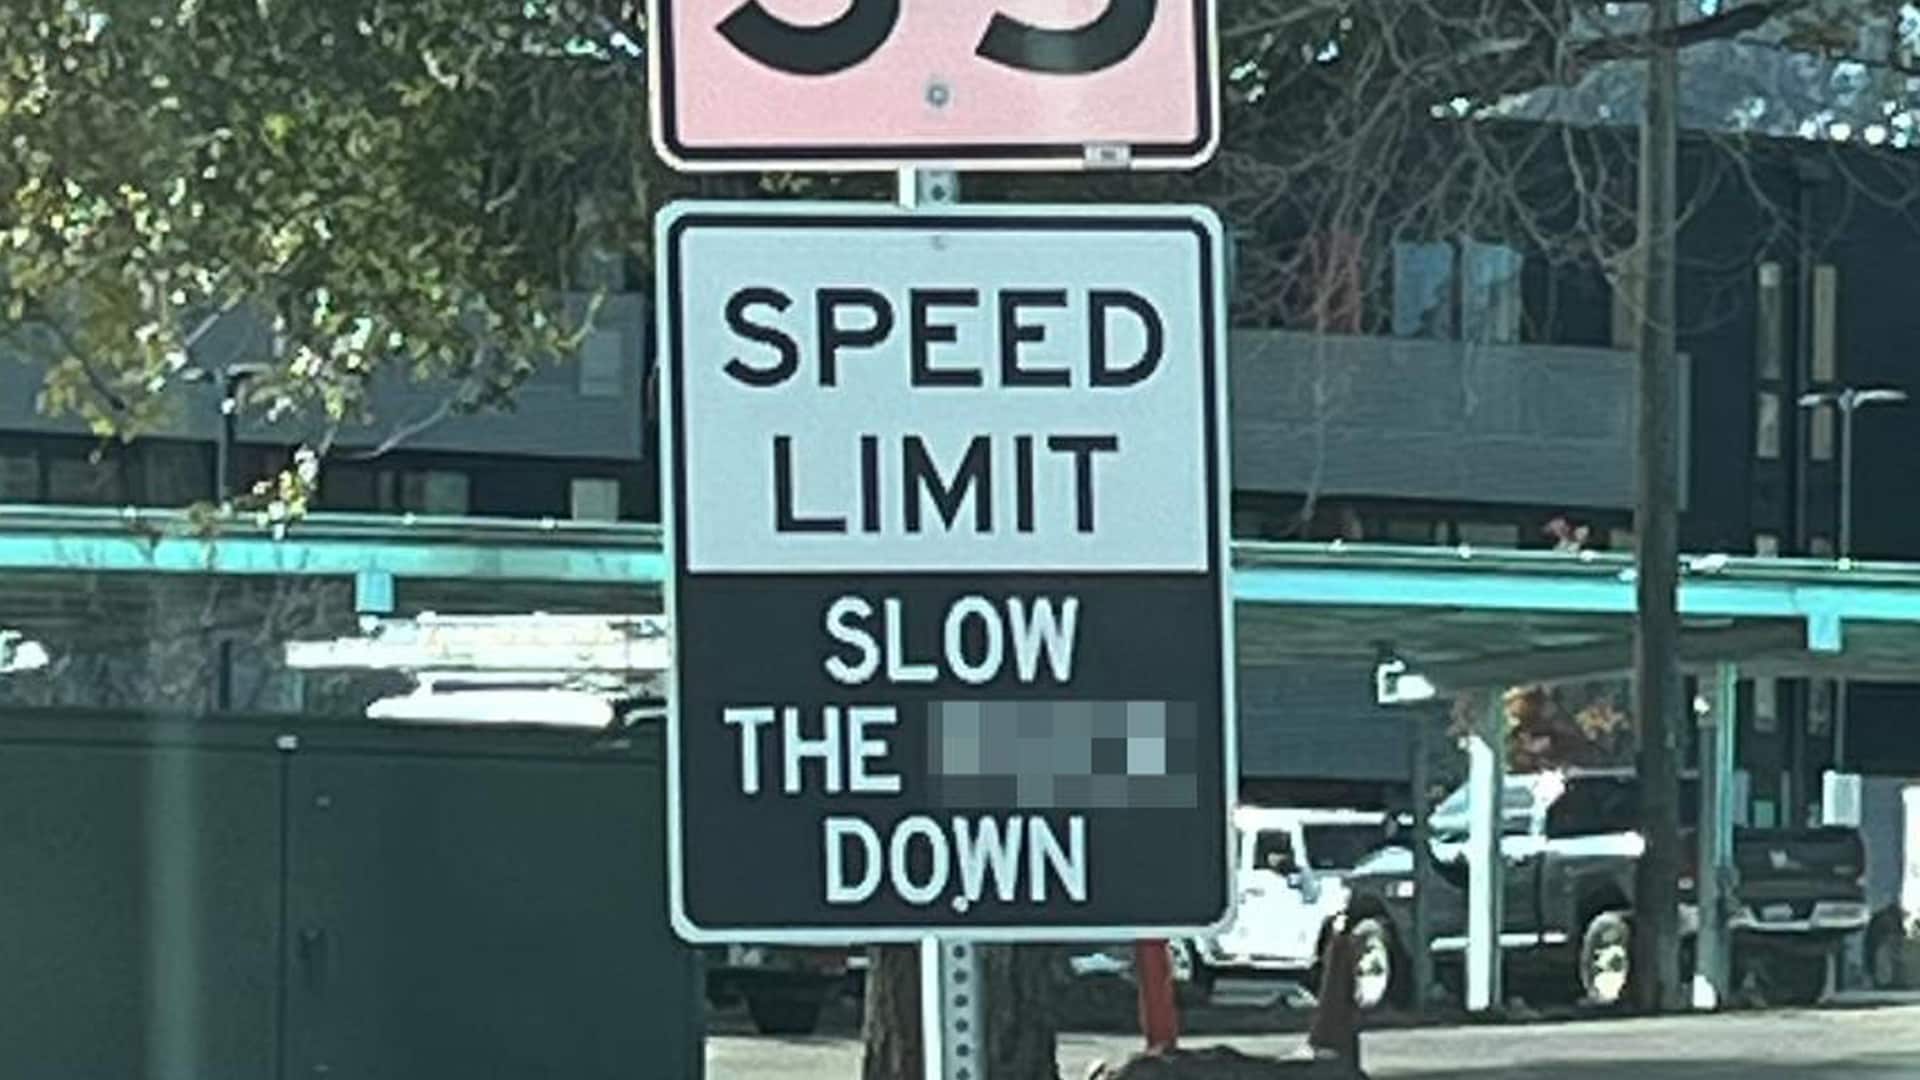 SPEED
LIMIT
SLOW
THE
DOWN